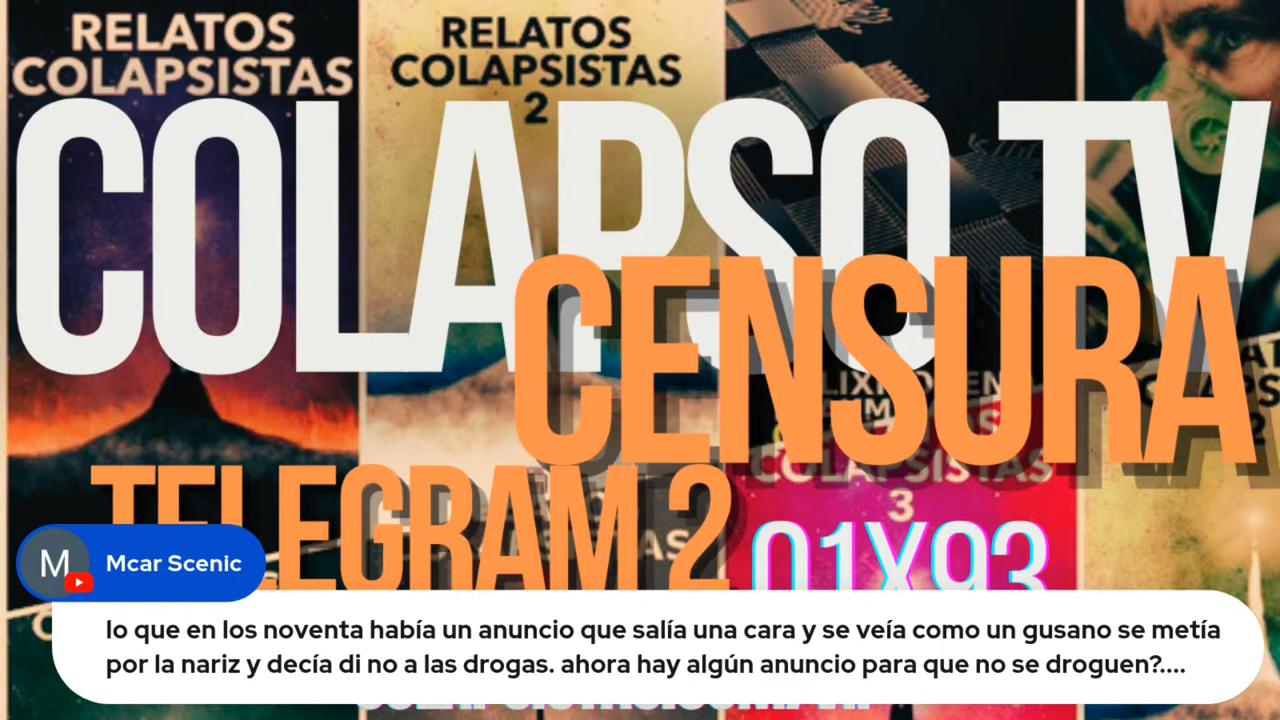 RELATOS
COLAPSISTAS
RELATOS
COLAPSISTAS
2
COLAPSO TV
CENSURA
TELEGRAM 2
COLAPSISTAS
3
01X93
Mcar Scenic
lo que en los noventa había un anuncio que salía una cara y se veía como un gusano se metía
por la nariz y decía di no a las drogas. ahora hay algún anuncio para que no se droguen?....